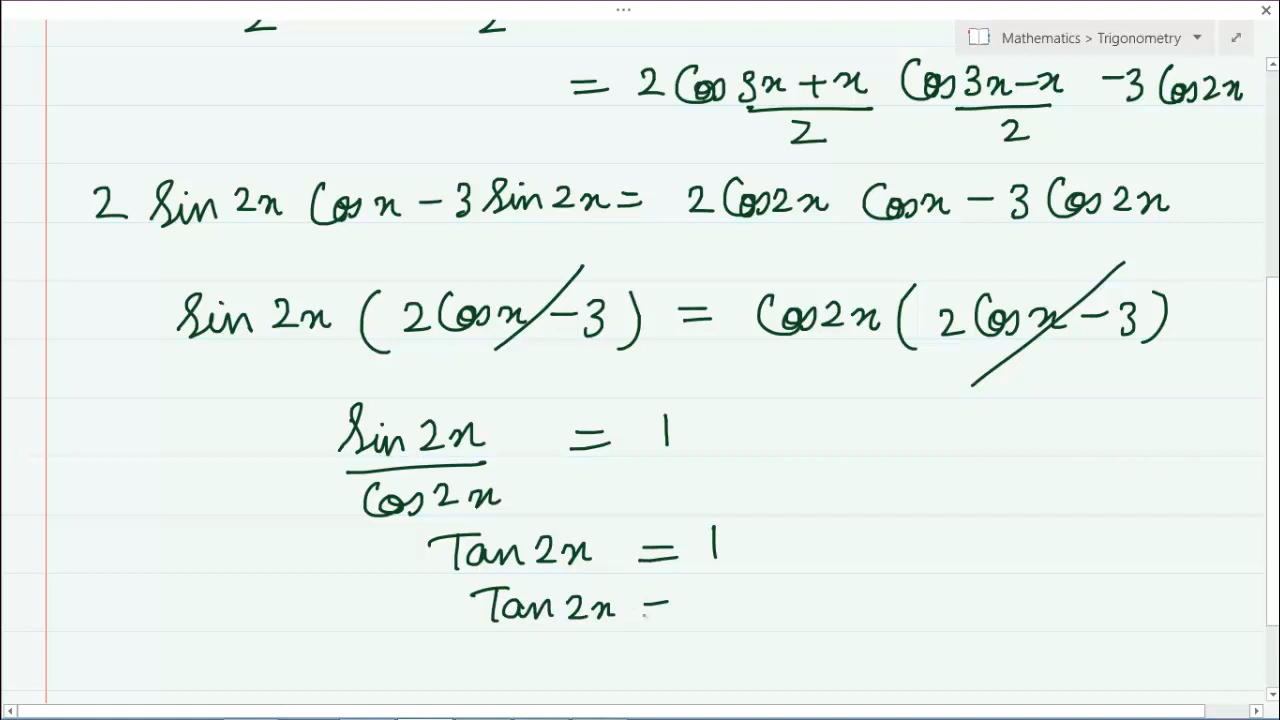 ...
Mathematics > Trigonometry
2 2
= 2 Cos 3x + x Cos 3x - x - 3 Cos 2x
2 2
2 Sin 2x Cos x - 3 Sin 2x = 2 Cos 2x Cos x - 3 Cos 2x
Sin 2x ( 2 Cos x - 3 ) = Cos 2x ( 2 Cos x - 3 )
Sin 2x = 1
Cos 2x
Tan 2x = 1
Tan 2x =